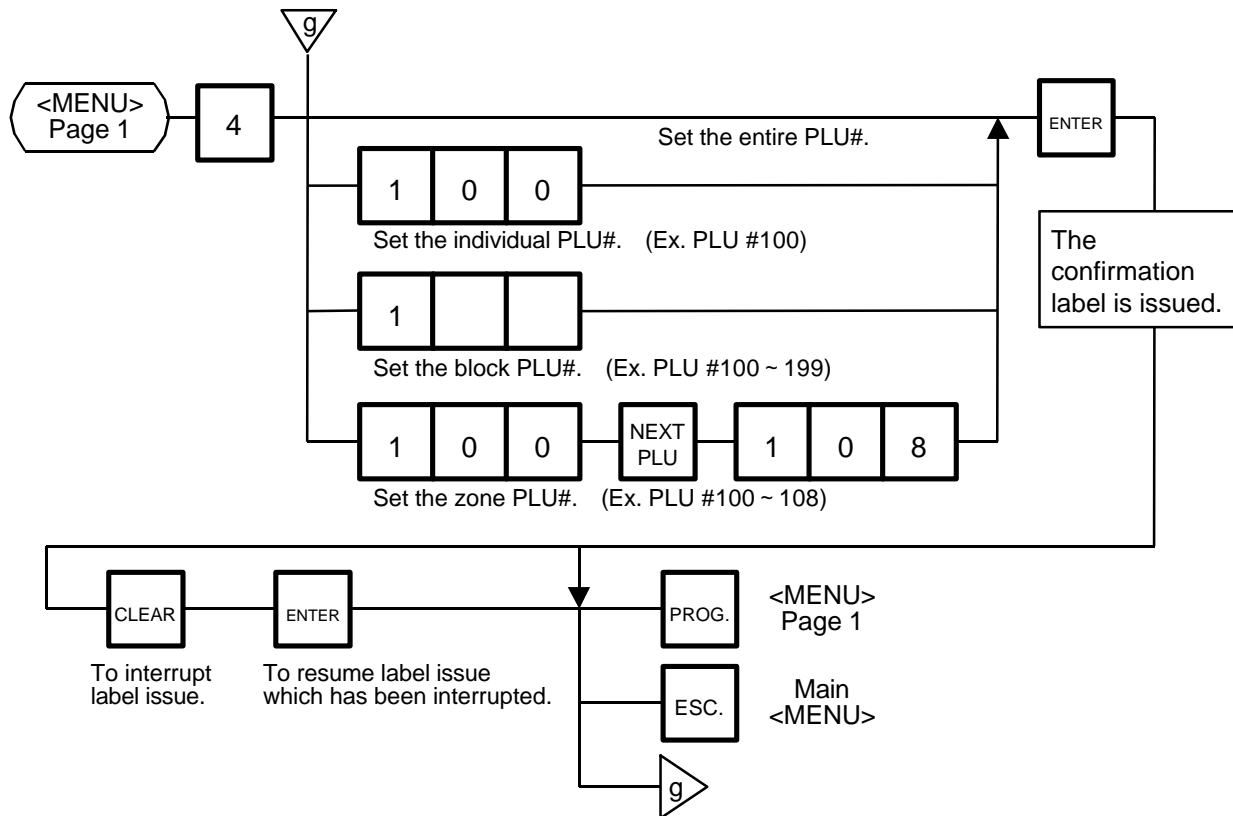 g
<MENU>
Page 1
4
Set the entire PLU#.
ENTER
1 0 0
Set the individual PLU#. (Ex. PLU #100)
The
confirmation
label is issued.
1
Set the block PLU#. (Ex. PLU #100 ~ 199)
1 0 0
NEXT
PLU
1 0 8
Set the zone PLU#. (Ex. PLU #100 ~ 108)
CLEAR
ENTER
PROG.
<MENU>
Page 1
To interrupt
label issue.
To resume label issue
which has been interrupted.
ESC.
Main
<MENU>
g